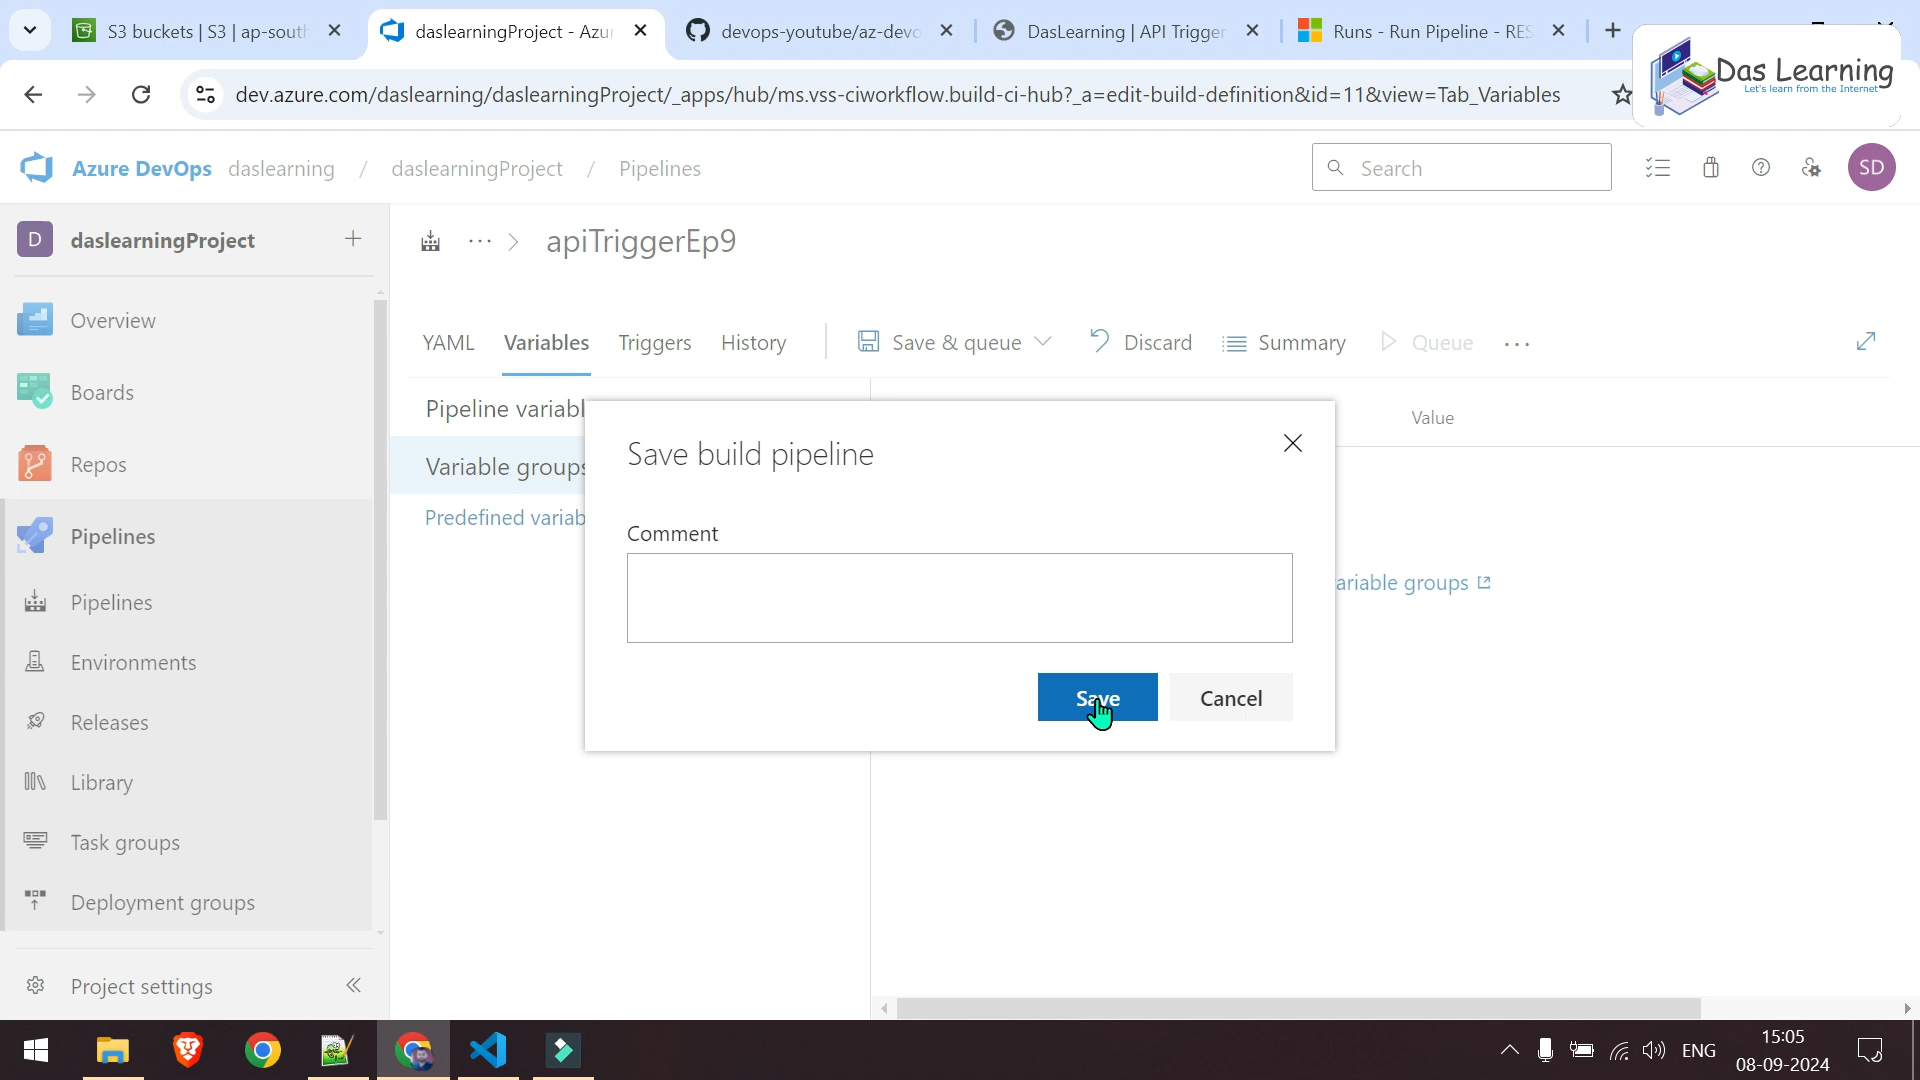 S3 buckets | S3 | ap-south
daslearningProject - Azu
devops-youtube/az-devo
DasLearning | API Trigger
Runs - Run Pipeline - RES
dev.azure.com/daslearning/daslearningProject/_apps/hub/ms.vss-ciworkflow.build-ci-hub?_a=edit-build-definition&id=11&view=Tab_Variables
Das Learning
Let's learn from the Internet
Azure DevOps daslearning / daslearningProject / Pipelines
Search
SD
D daslearningProject
Overview
Boards
Repos
Pipelines
Pipelines
Environments
Releases
Library
Task groups
Deployment groups
Project settings
apiTriggerEp9
YAML Variables Triggers History Save & queue Discard Summary Queue
Pipeline variabl
Variable groups
Predefined variab
Value
ariable groups
Save build pipeline
Comment
Save Cancel
ENG
15:05
08-09-2024